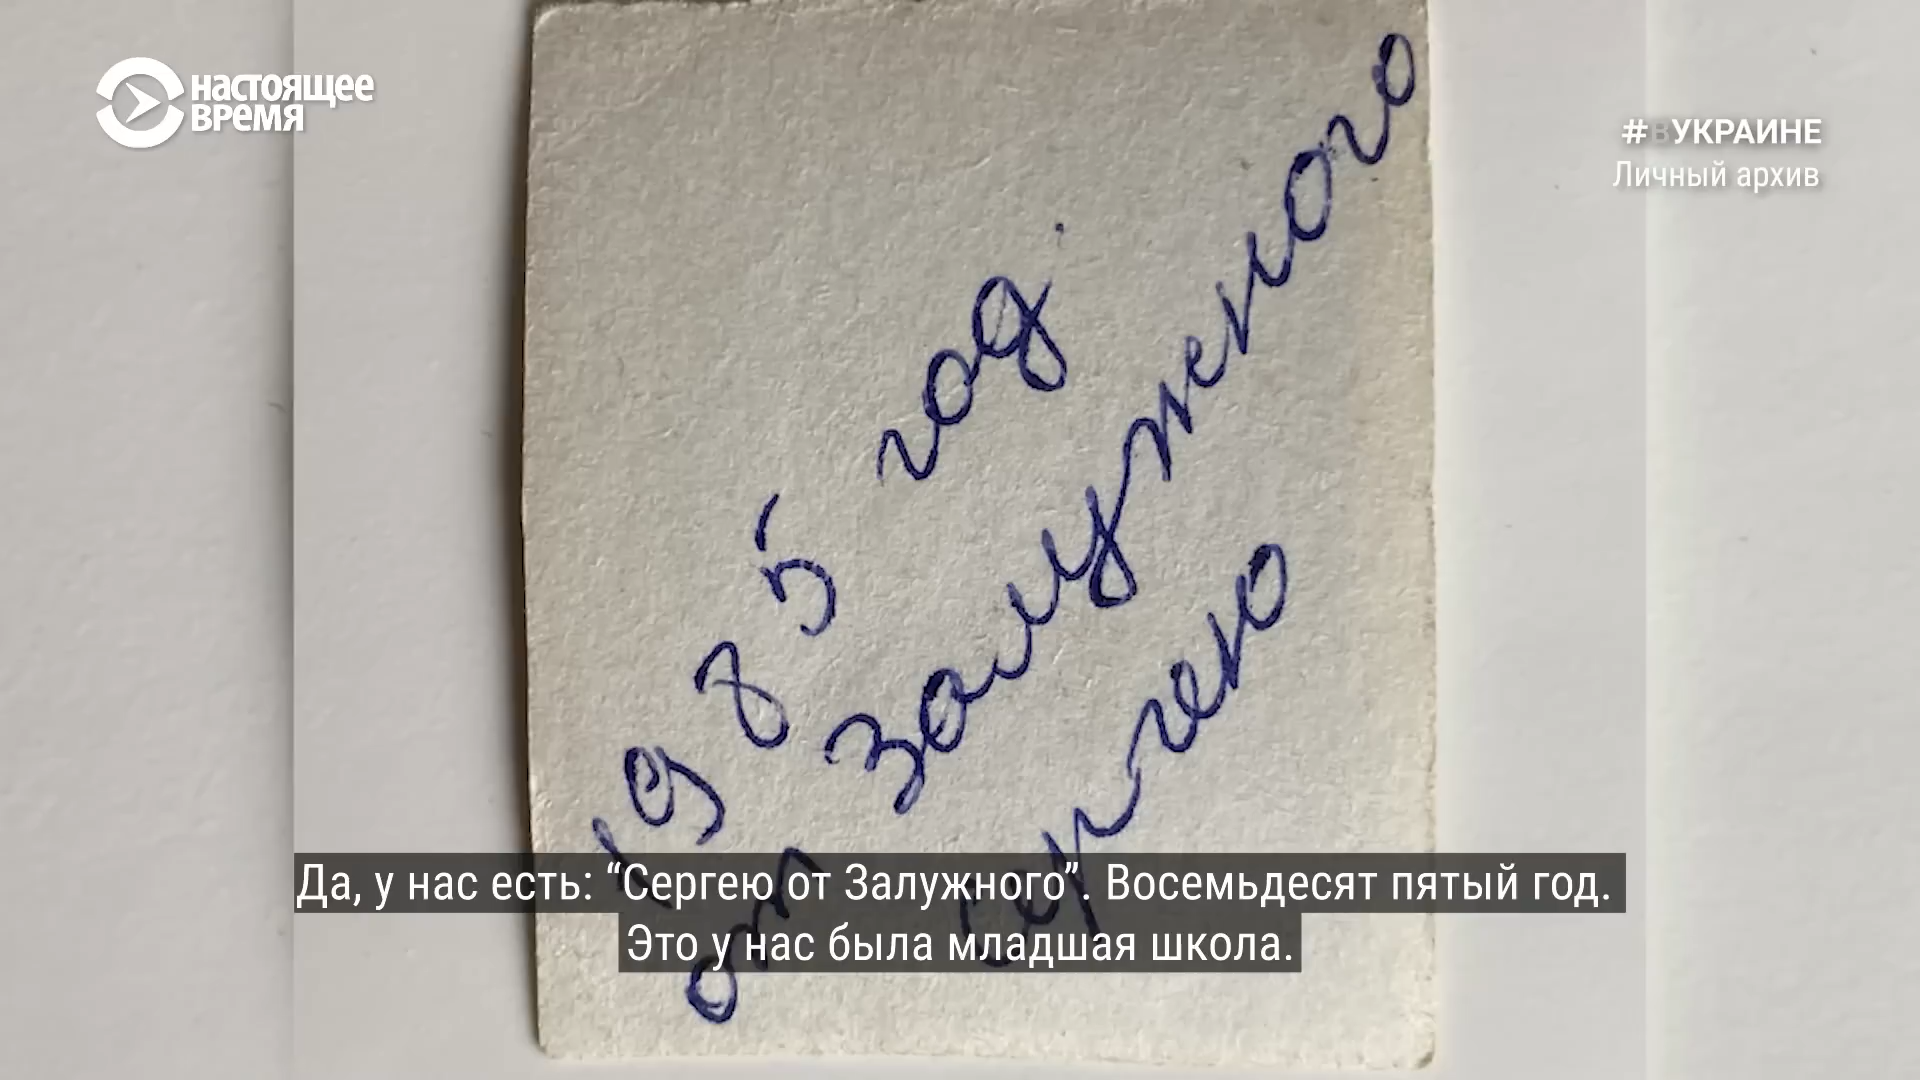 НАСТОЯЩЕЕ
ВРЕМЯ
#вУКРАИНЕ
Личный архив
1985 год.
от Залужного
Сергею
Да, у нас есть: “Сергею от Залужного”. Восемьдесят пятый год.
Это у нас была младшая школа.